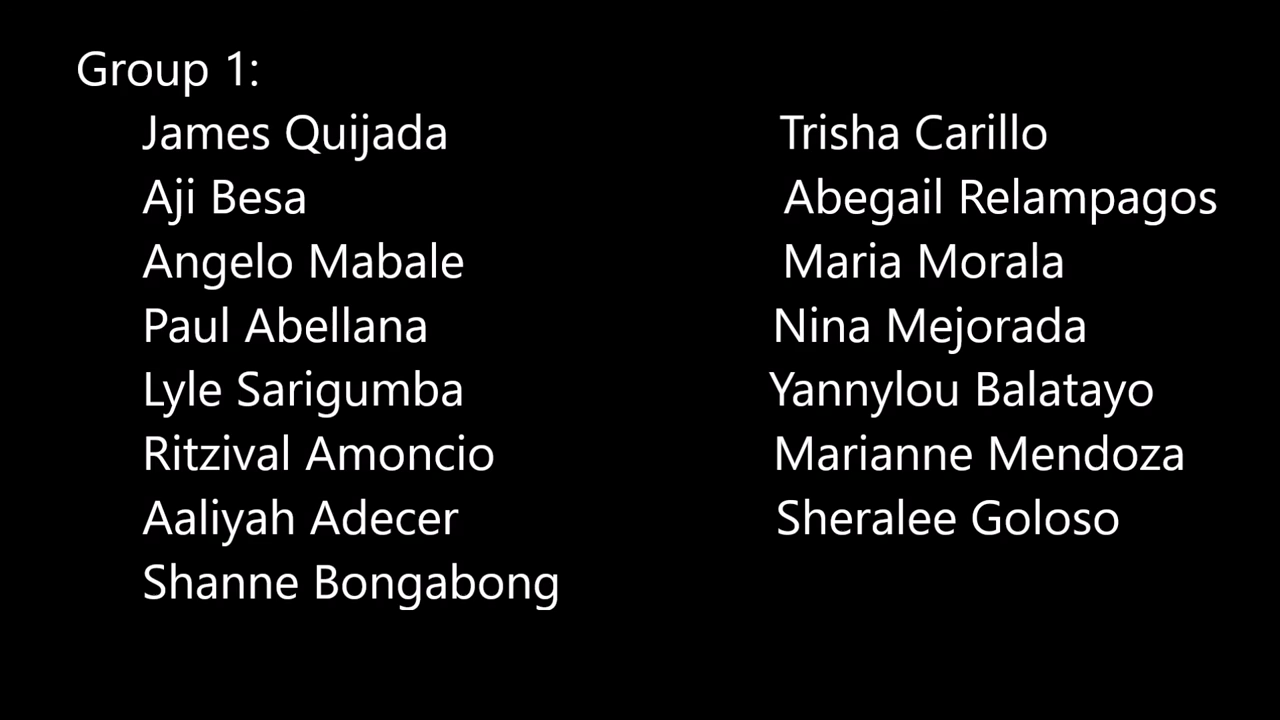 Group 1:
James Quijada
Aji Besa
Angelo Mabale
Paul Abellana
Lyle Sarigumba
Ritzival Amoncio
Aaliyah Adecer
Shanne Bongabong
Trisha Carillo
Abegail Relampagos
Maria Morala
Nina Mejorada
Yannylou Balatayo
Marianne Mendoza
Sheralee Goloso